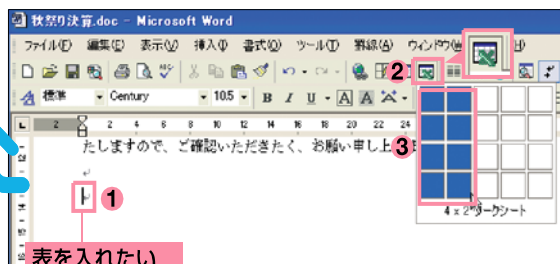 秋祭り決算.doc - Microsoft Word
ファイル(F) 編集(E) 表示(V) 挿入(I) 書式(O) ツール(T) 罫線(A) ウィンドウ(W) H)
2
標準 Century 10.5 B I U A A
L 2 2 4 6 8 10 12 14 16 18 20 22 24
たしますので、ご確認いただきたく、お願い申し上
3
1
4 x 2 ワークシート
表を入れたい